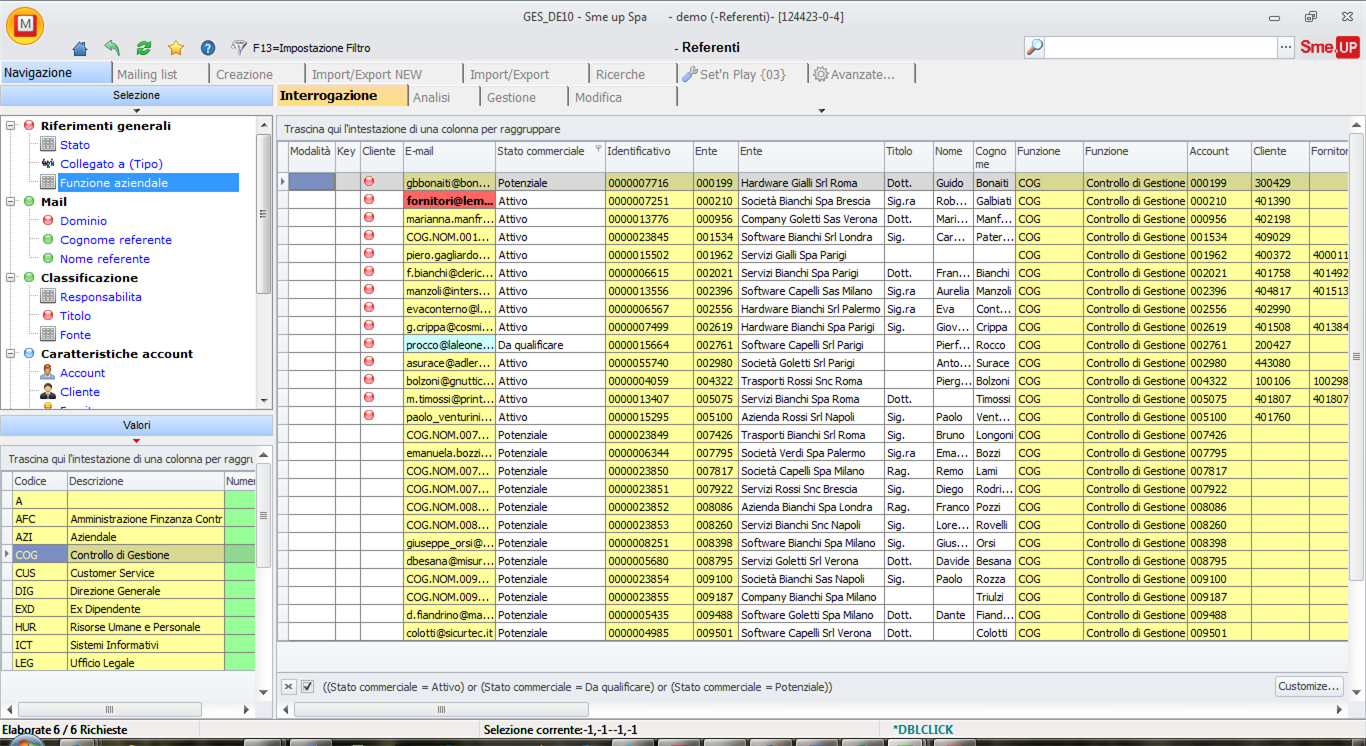 GES_DE10 - Sme up Spa - demo (-Referenti)- [124423-0-4]
M
F13=Impostazione Filtro
- Referenti
Sme.UP
Navigazione Mailing list Creazione Import/Export NEW Import/Export Ricerche Set'n Play {03} Avanzate...
Selezione
Interrogazione Analisi Gestione Modifica
Riferimenti generali
Stato
Collegato a (Tipo)
Funzione aziendale
Mail
Dominio
Cognome referente
Nome referente
Classificazione
Responsabilita
Titolo
Fonte
Caratteristiche account
Account
Cliente
Valori
Trascina qui l'intestazione di una colonna per raggru
Codice Descrizione Numer
A
AFC Amministrazione Finzanza Contr
AZI Aziendale
COG Controllo di Gestione
CUS Customer Service
DIG Direzione Generale
EXD Ex Dipendente
HUR Risorse Umane e Personale
ICT Sistemi Informativi
LEG Ufficio Legale
Trascina qui l'intestazione di una colonna per raggruppare
Modalità Key Cliente E-mail Stato commerciale Identificativo Ente Ente Titolo Nome Cognome Funzione Funzione Account Cliente Fornitor
gbbonaiti@bon... Potenziale 0000007716 000199 Hardware Gialli Srl Roma Dott. Guido Bonaiti COG Controllo di Gestione 000199 300429
fornitori@lem... Attivo 0000007251 000210 Società Bianchi Spa Brescia Sig.ra Rob... Galbiati COG Controllo di Gestione 000210 401390
marianna.manfr... Attivo 0000013776 000956 Company Goletti Sas Verona Dott. Mari... Manf... COG Controllo di Gestione 000956 402198
COG.NOM.001... Attivo 0000023845 001534 Software Bianchi Srl Londra Sig. Car... Pater... COG Controllo di Gestione 001534 409029
piero.gagliardo... Attivo 0000015502 001962 Servizi Gialli Spa Parigi COG Controllo di Gestione 001962 400372 400011
f.bianchi@cleric... Attivo 0000006615 002021 Servizi Bianchi Spa Parigi Dott. Fran... Bianchi COG Controllo di Gestione 002021 401758 401492
manzoli@inters... Attivo 0000013556 002396 Software Capelli Sas Milano Sig.ra Aurelia Manzoli COG Controllo di Gestione 002396 404817 401513
evaconterno@l... Attivo 0000006567 002556 Hardware Bianchi Srl Palermo Sig.ra Eva Cont... COG Controllo di Gestione 002556 402990
g.crippa@cosmi... Attivo 0000007499 002619 Hardware Bianchi Spa Parigi Sig. Giov... Crippa COG Controllo di Gestione 002619 401508 401384
procco@laleone... Da qualificare 0000015664 002761 Software Capelli Srl Parigi Pierf... Rocco COG Controllo di Gestione 002761 200427
asurace@adler... Attivo 0000055740 002980 Società Goletti Srl Parigi Anto... Surace COG Controllo di Gestione 002980 443080
bolzoni@gnuttic... Attivo 0000004059 004322 Trasporti Rossi Snc Roma Pierg... Bolzoni COG Controllo di Gestione 004322 100106 100298
m.timossi@print... Attivo 0000013407 005075 Servizi Bianchi Spa Roma Dott. Timossi COG Controllo di Gestione 005075 401807 401807
paolo_venturini... Attivo 0000015295 005100 Azienda Rossi Srl Napoli Sig. Paolo Vent... COG Controllo di Gestione 005100 401760
COG.NOM.007... Potenziale 0000023849 007426 Trasporti Bianchi Srl Roma Sig. Bruno Longoni COG Controllo di Gestione 007426
emanuela.bozzi... Potenziale 0000006344 007795 Società Verdi Spa Palermo Sig.ra Ema... Bozzi COG Controllo di Gestione 007795
COG.NOM.007... Potenziale 0000023850 007817 Società Capelli Spa Milano Rag. Remo Lami COG Controllo di Gestione 007817
COG.NOM.007... Potenziale 0000023851 007922 Servizi Rossi Snc Brescia Sig. Diego Rodri... COG Controllo di Gestione 007922
COG.NOM.008... Potenziale 0000023852 008086 Azienda Bianchi Spa Londra Rag. Franco Pozzi COG Controllo di Gestione 008086
COG.NOM.008... Potenziale 0000023853 008260 Servizi Bianchi Snc Napoli Sig. Lore... Rovelli COG Controllo di Gestione 008260
giuseppe_orsi@... Potenziale 0000008251 008398 Software Bianchi Spa Milano Sig. Gius... Orsi COG Controllo di Gestione 008398
dbesana@misur... Potenziale 0000005680 008795 Servizi Goletti Srl Verona Dott. Davide Besana COG Controllo di Gestione 008795
COG.NOM.009... Potenziale 0000023854 009100 Società Bianchi Sas Napoli Sig. Paolo Rozza COG Controllo di Gestione 009100
COG.NOM.009... Potenziale 0000023855 009187 Company Bianchi Spa Milano Triulzi COG Controllo di Gestione 009187
d.fiandrino@ma... Potenziale 0000005435 009488 Software Goletti Spa Milano Dott. Dante Fiand... COG Controllo di Gestione 009488
colotti@sicurtec.it Potenziale 0000004985 009501 Software Capelli Srl Verona Dott. Colotti COG Controllo di Gestione 009501
((Stato commerciale = Attivo) or (Stato commerciale = Da qualificare) or (Stato commerciale = Potenziale))
Customize...
Elaborate 6 / 6 Richieste
Selezione corrente:-1,-1--1,-1
*DBLCLICK